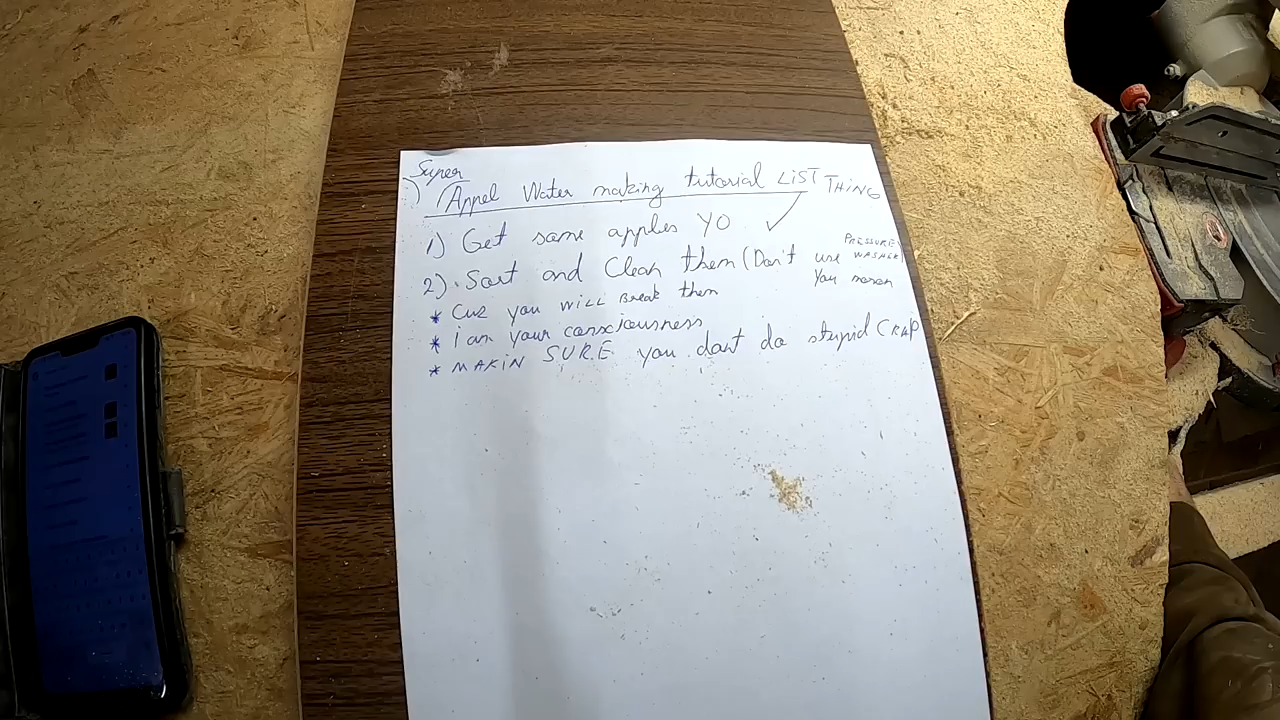 Super
Appel Water making tutorial LIST THING
1) Get some apples YO ✓
2) . Sort and Clean them (Don't use PRESSURE WASHER)
You moron
* Cuz you WILL BREAK them
* i am your consciousness
* MAKIN SURE you dont do stupid CRAP